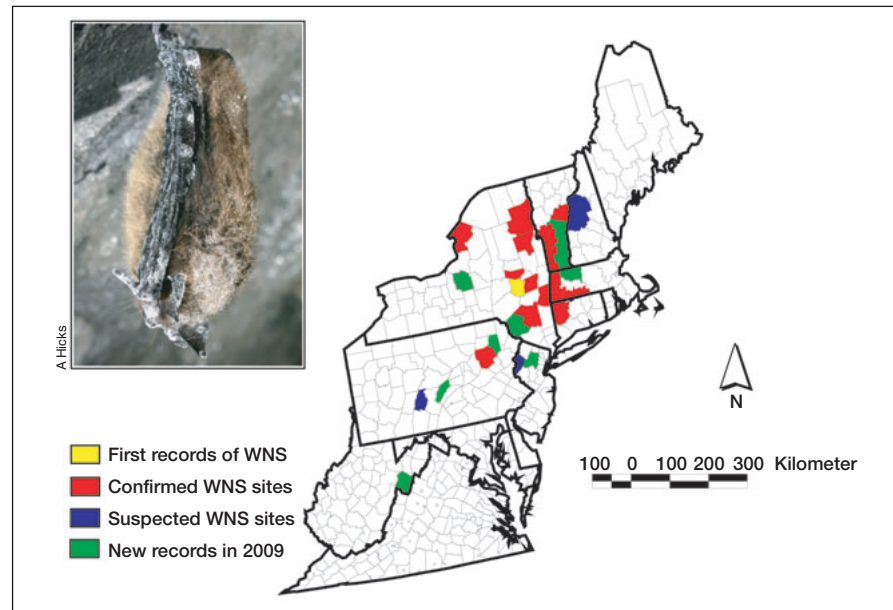 A Hicks
First records of WNS
Confirmed WNS sites
Suspected WNS sites
New records in 2009
N
100 0 100 200 300 Kilometer